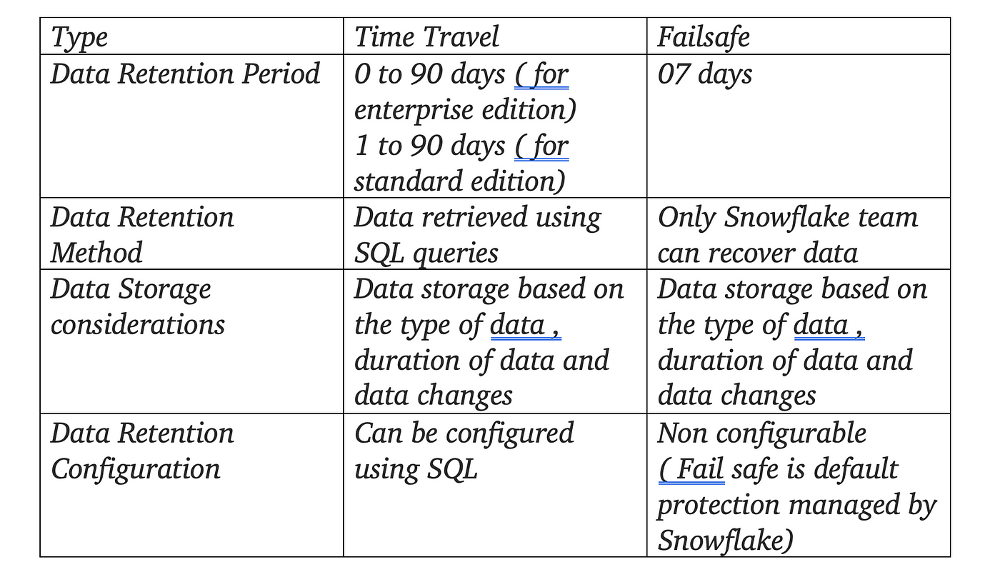 Type
Time Travel
Failsafe
Data Retention Period
0 to 90 days ( for
enterprise edition)
1 to 90 days ( for
standard edition)
07 days
Data Retention
Method
Data retrieved using
SQL queries
Only Snowflake team
can recover data
Data Storage
considerations
Data storage based on
the type of data ,
duration of data and
data changes
Data storage based on
the type of data ,
duration of data and
data changes
Data Retention
Configuration
Can be configured
using SQL
Non configurable
( Fail safe is default
protection managed by
Snowflake)